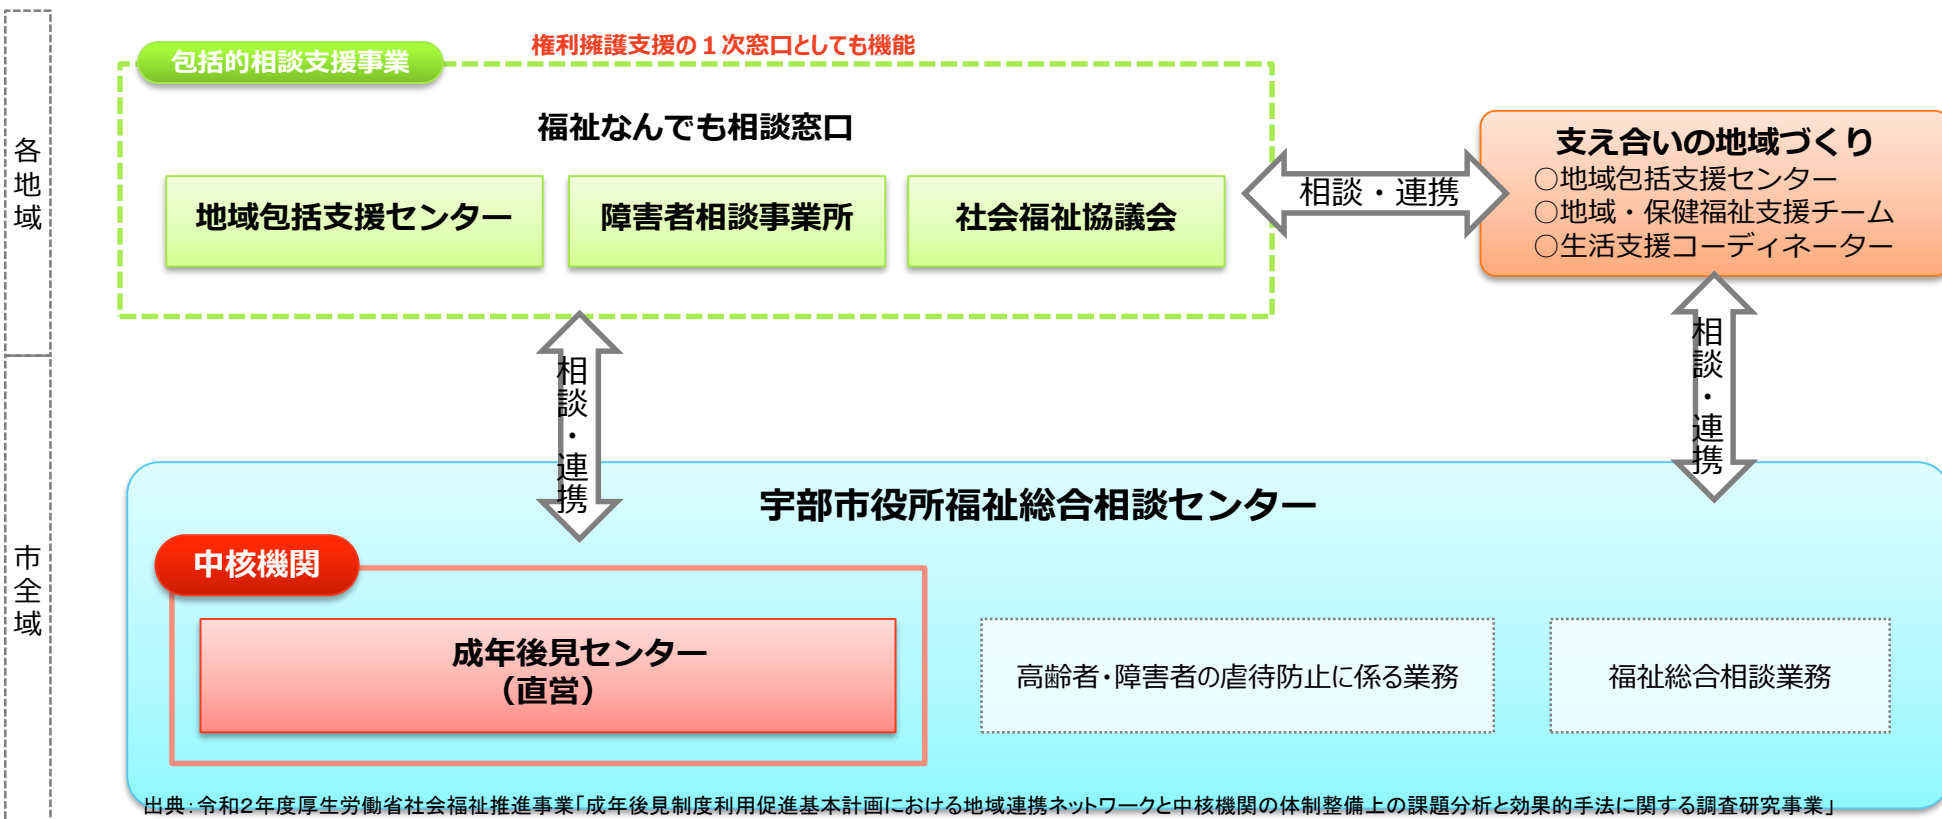 各地域
包括的相談支援事業
権利擁護支援の１次窓口としても機能
福祉なんでも相談窓口
地域包括支援センター
障害者相談事業所
社会福祉協議会
相談・連携
支え合いの地域づくり
○地域包括支援センター
○地域・保健福祉支援チーム
○生活支援コーディネーター
相談・連携
相談・連携
市全域
宇部市役所福祉総合相談センター
中核機関
成年後見センター
（直営）
高齢者・障害者の虐待防止に係る業務
福祉総合相談業務
出典：令和２年度厚生労働省社会福祉推進事業「成年後見制度利用促進基本計画における地域連携ネットワークと中核機関の体制整備上の課題分析と効果的手法に関する調査研究事業」